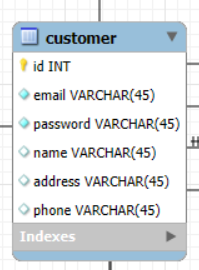 customer
id INT
email VARCHAR(45)
password VARCHAR(45)
name VARCHAR(45)
address VARCHAR(45)
phone VARCHAR(45)
Indexes